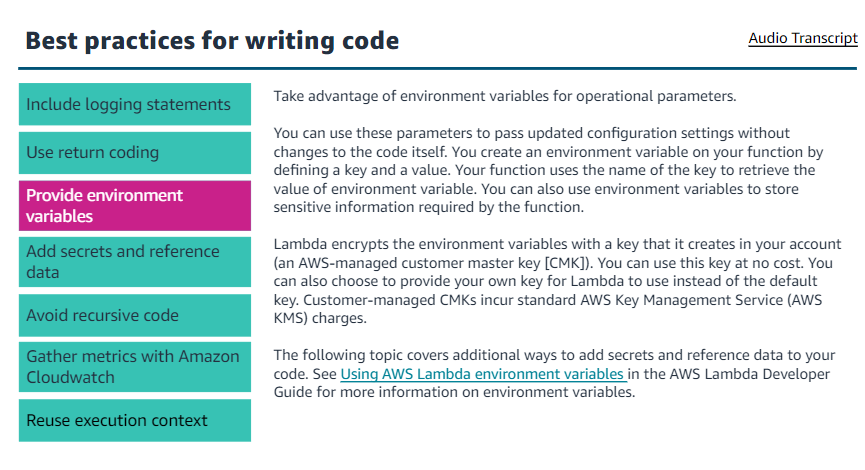 Best practices for writing code
Audio Transcript
Include logging statements
Use return coding
Provide environment
variables
Add secrets and reference
data
Avoid recursive code
Gather metrics with Amazon
Cloudwatch
Reuse execution context
Take advantage of environment variables for operational parameters.
You can use these parameters to pass updated configuration settings without
changes to the code itself. You create an environment variable on your function by
defining a key and a value. Your function uses the name of the key to retrieve the
value of environment variable. You can also use environment variables to store
sensitive information required by the function.
Lambda encrypts the environment variables with a key that it creates in your account
(an AWS-managed customer master key [CMK]). You can use this key at no cost. You
can also choose to provide your own key for Lambda to use instead of the default
key. Customer-managed CMKs incur standard AWS Key Management Service (AWS
KMS) charges.
The following topic covers additional ways to add secrets and reference data to your
code. See Using AWS Lambda environment variables in the AWS Lambda Developer
Guide for more information on environment variables.